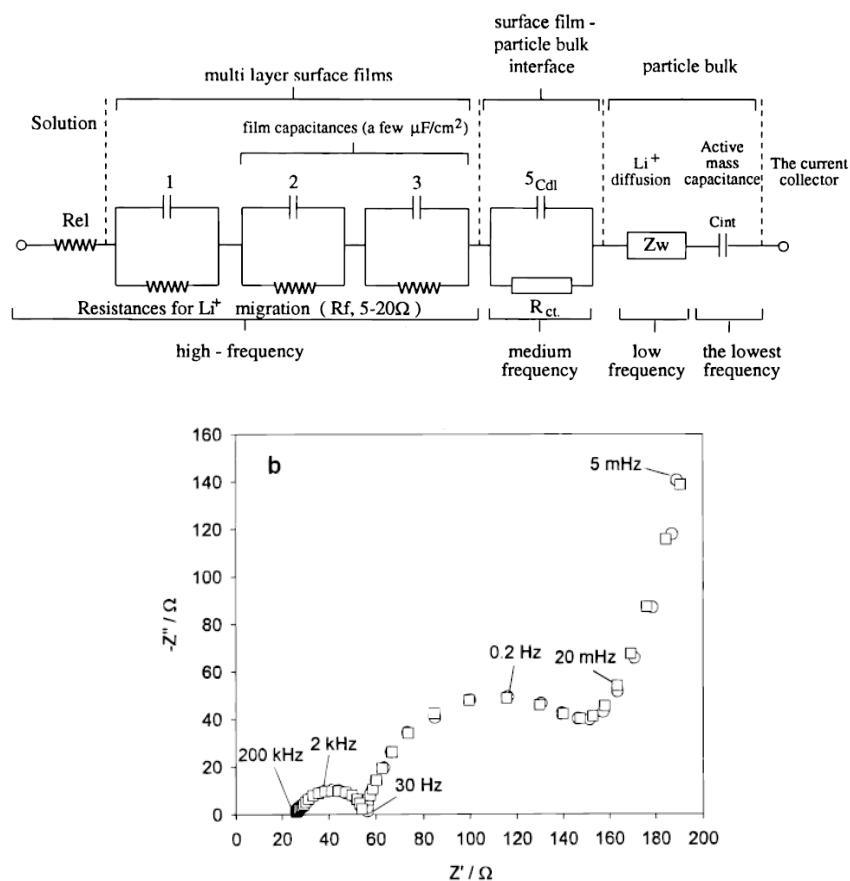 surface film -
particle bulk
interface
multi layer surface films
particle bulk
Solution
film capacitances (a few μF/cm²)
Li⁺
diffusion
Active
mass
capacitance
The current
collector
1
2
3
5Cdl
Rel
Zw
Cint
Resistances for Li⁺ migration ( Rf, 5-20Ω )
Rct.
high - frequency
medium
frequency
low
frequency
the lowest
frequency
b
-Z" / Ω
160
140
120
100
80
60
40
20
0
5 mHz
0.2 Hz
20 mHz
200 kHz
2 kHz
30 Hz
0 20 40 60 80 100 120 140 160 180 200
Z' / Ω